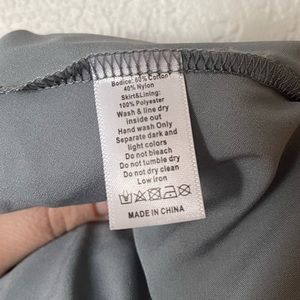 Bodice: 60% Cotton
40% Nylon
Skirt&Lining:
100% Polyester
Wash & line dry
inside out
Hand wash Only
Separate dark and
light colors
Do not bleach
Do not tumble dry
Do not dry clean
Low iron
MADE IN CHINA